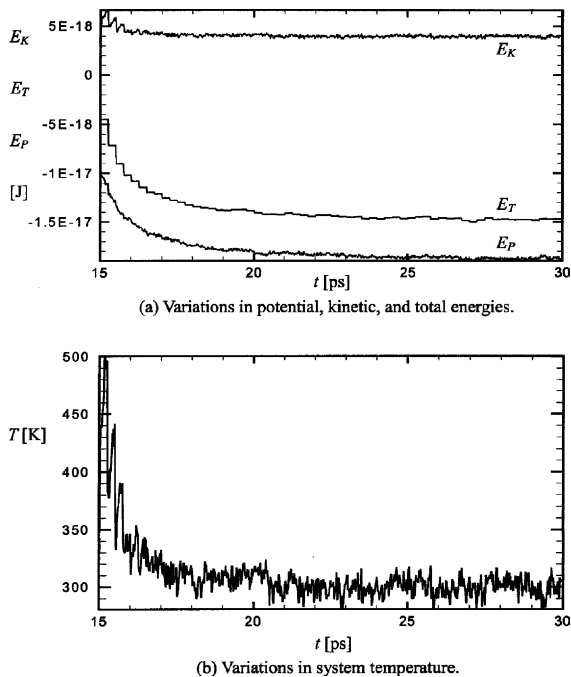 5E-18
E_K
E_K
0
E_T
-5E-18
E_P
-1E-17
[J]
E_T
-1.5E-17
E_P
15 20 25 30
t [ps]
(a) Variations in potential, kinetic, and total energies.
500
450
T [K]
400
350
300
15 20 25 30
t [ps]
(b) Variations in system temperature.